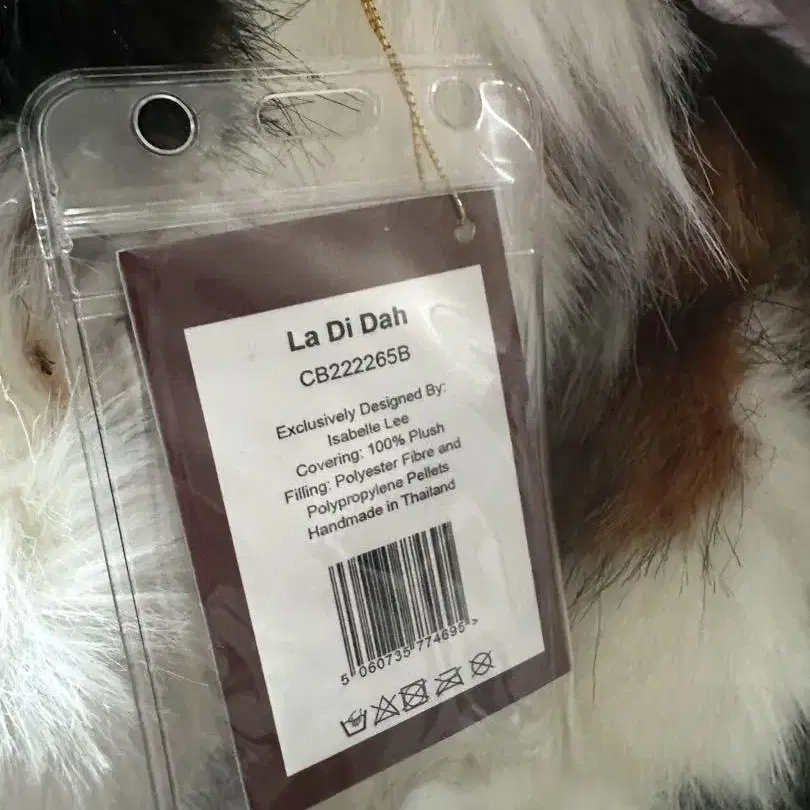 La Di Dah
CB222265B
Exclusively Designed By:
Isabelle Lee
Covering: 100% Plush
Filling: Polyester Fibre and
Polypropylene Pellets
Handmade in Thailand
5 060735 774695 >